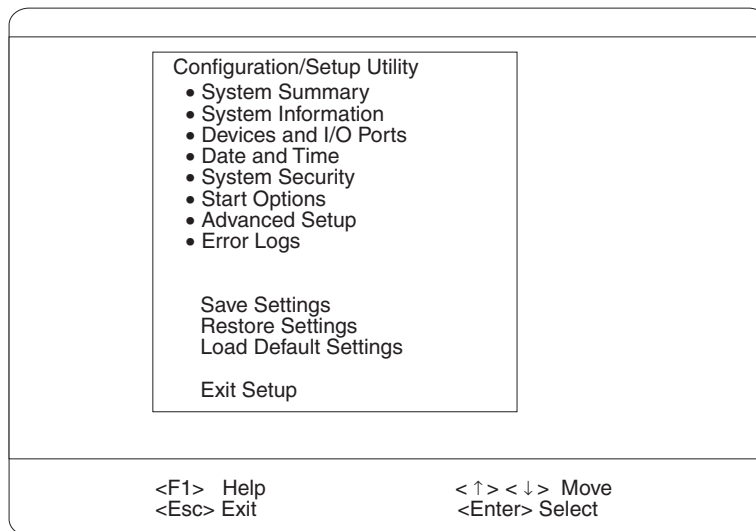 Configuration/Setup Utility
• System Summary
• System Information
• Devices and I/O Ports
• Date and Time
• System Security
• Start Options
• Advanced Setup
• Error Logs
Save Settings
Restore Settings
Load Default Settings
Exit Setup
<F1> Help <↑> <↓> Move
<Esc> Exit <Enter> Select